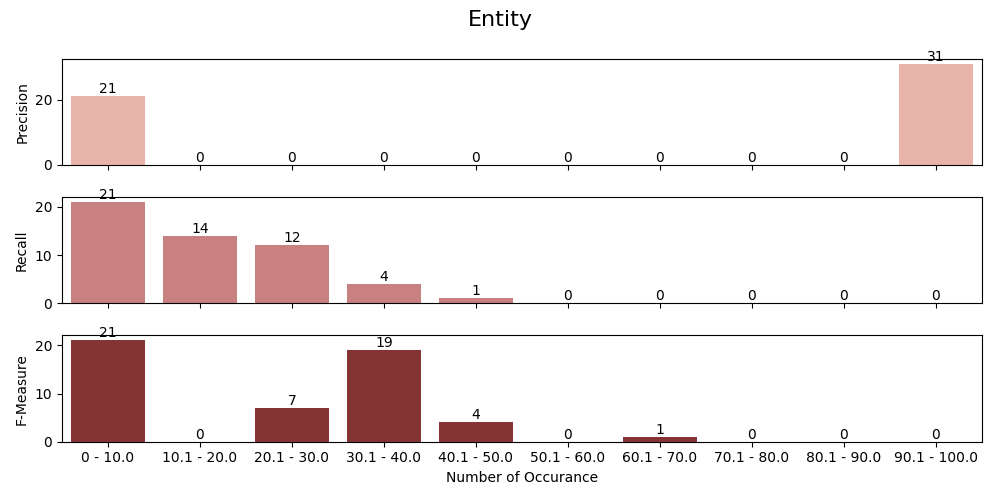 Entity
Precision
20
0
21
0
0
0
0
0
0
0
0
31
Recall
20
10
0
21
14
12
4
1
0
0
0
0
0
F-Measure
20
10
0
21
0
7
19
4
0
1
0
0
0
0 - 10.0
10.1 - 20.0
20.1 - 30.0
30.1 - 40.0
40.1 - 50.0
50.1 - 60.0
60.1 - 70.0
70.1 - 80.0
80.1 - 90.0
90.1 - 100.0
Number of Occurance